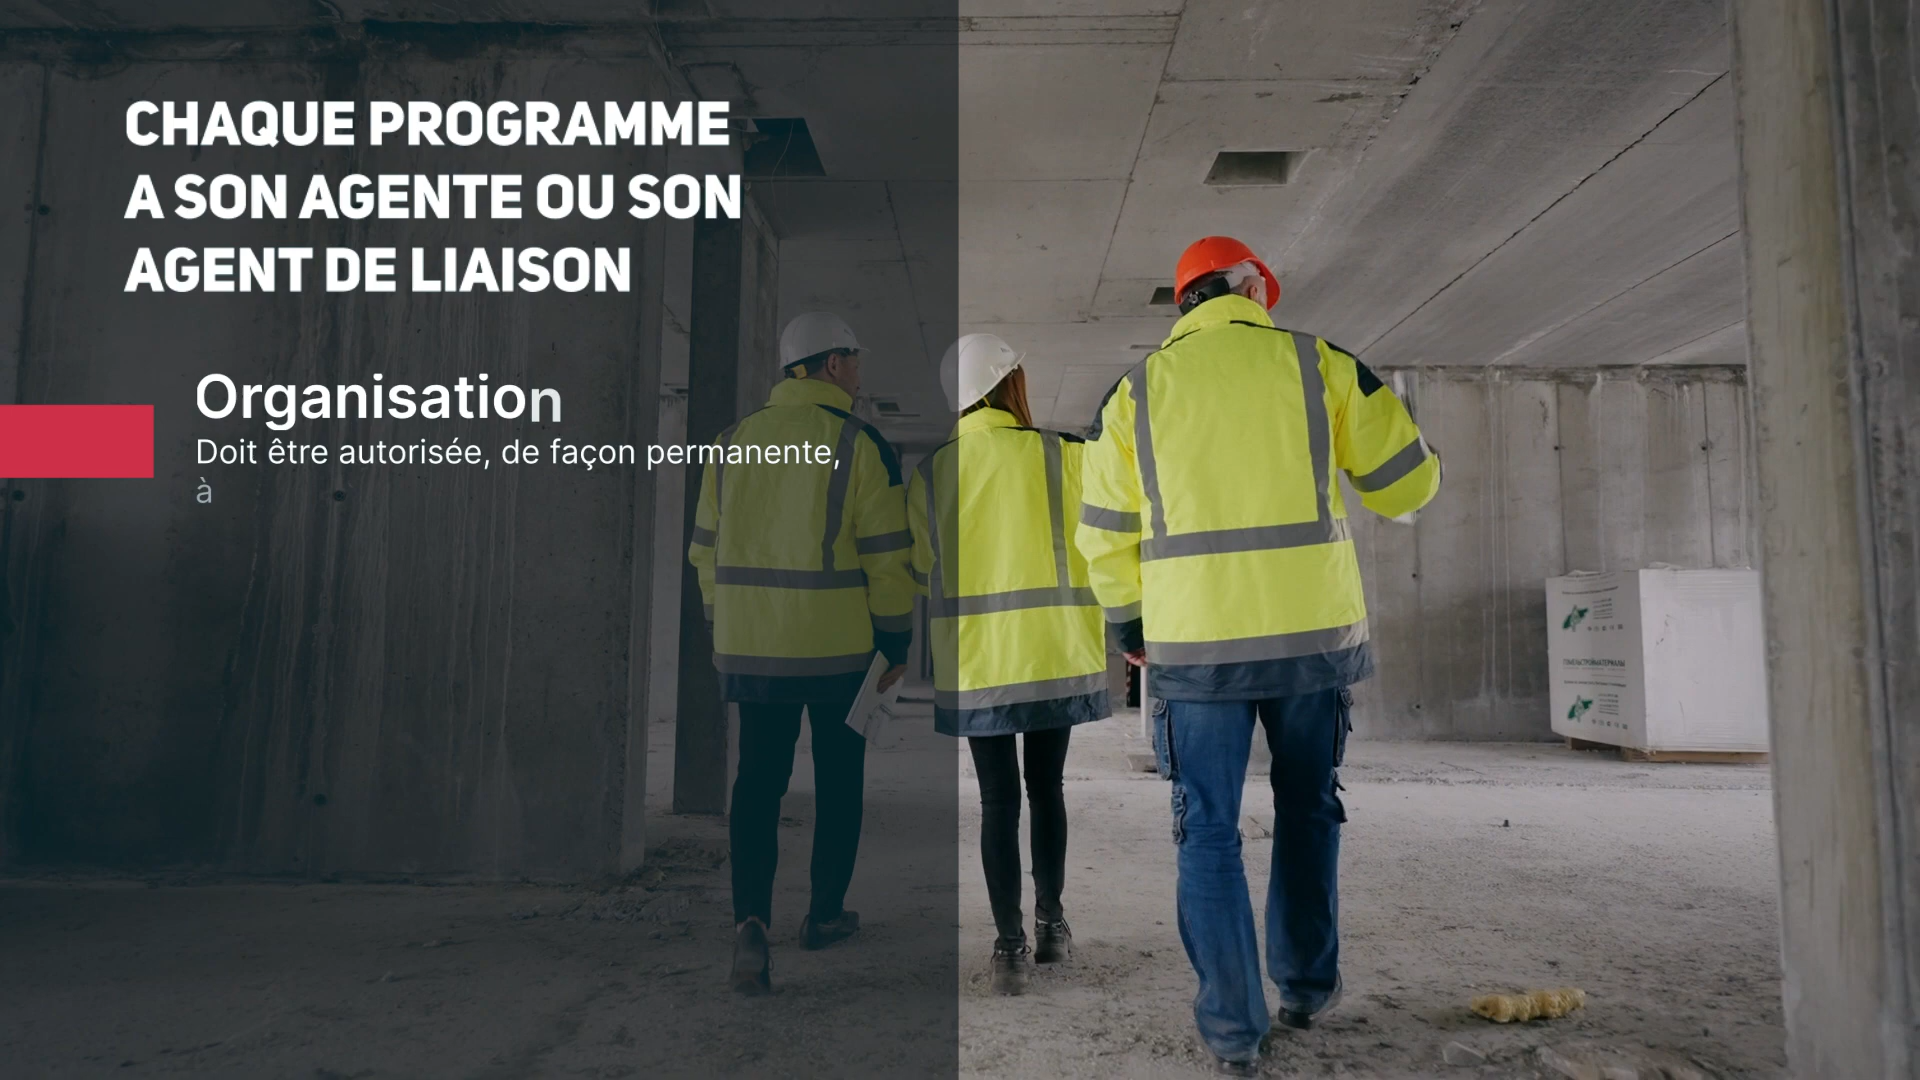 CHAQUE PROGRAMME
A SON AGENTE OU SON
AGENT DE LIAISON
Organisation
Doit être autorisée, de façon permanente,
à